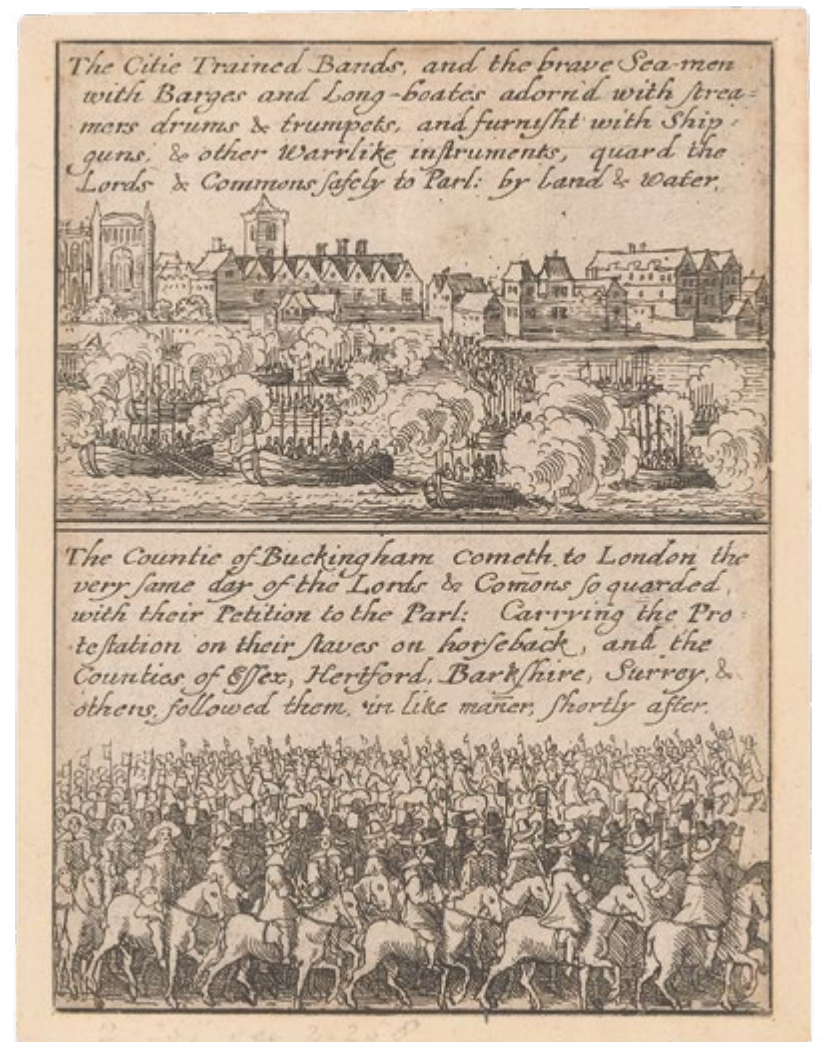 The Citie Trained Bands, and the brave Sea-men
with Barges and Long-boates adornd with ſtrea=
mers drums & trumpets, and furniſht with Ship=
guns, & other Warrlike inſtruments, quard the
Lords & Commons ſafely to Parl: by land & water.
The Countie of Buckingham cometh to London the
very ſame day of the Lords & Comons ſo quarded,
with their Petition to the Parl: Carrying the Pro=
teſtation on their ſtaves on horſeback, and the
Counties of Eſſex, Hertford, Barkſhire, Surrey, &
others, followed them, in like mañer, ſhortly after.